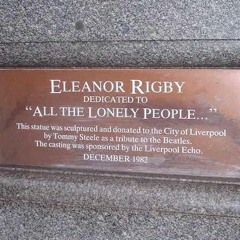 ELEANOR RIGBY
DEDICATED TO
"ALL THE LONELY PEOPLE..."
This statue was sculptured and donated to the City of Liverpool
by Tommy Steele as a tribute to the Beatles.
The casting was sponsored by the Liverpool Echo.
DECEMBER 1982